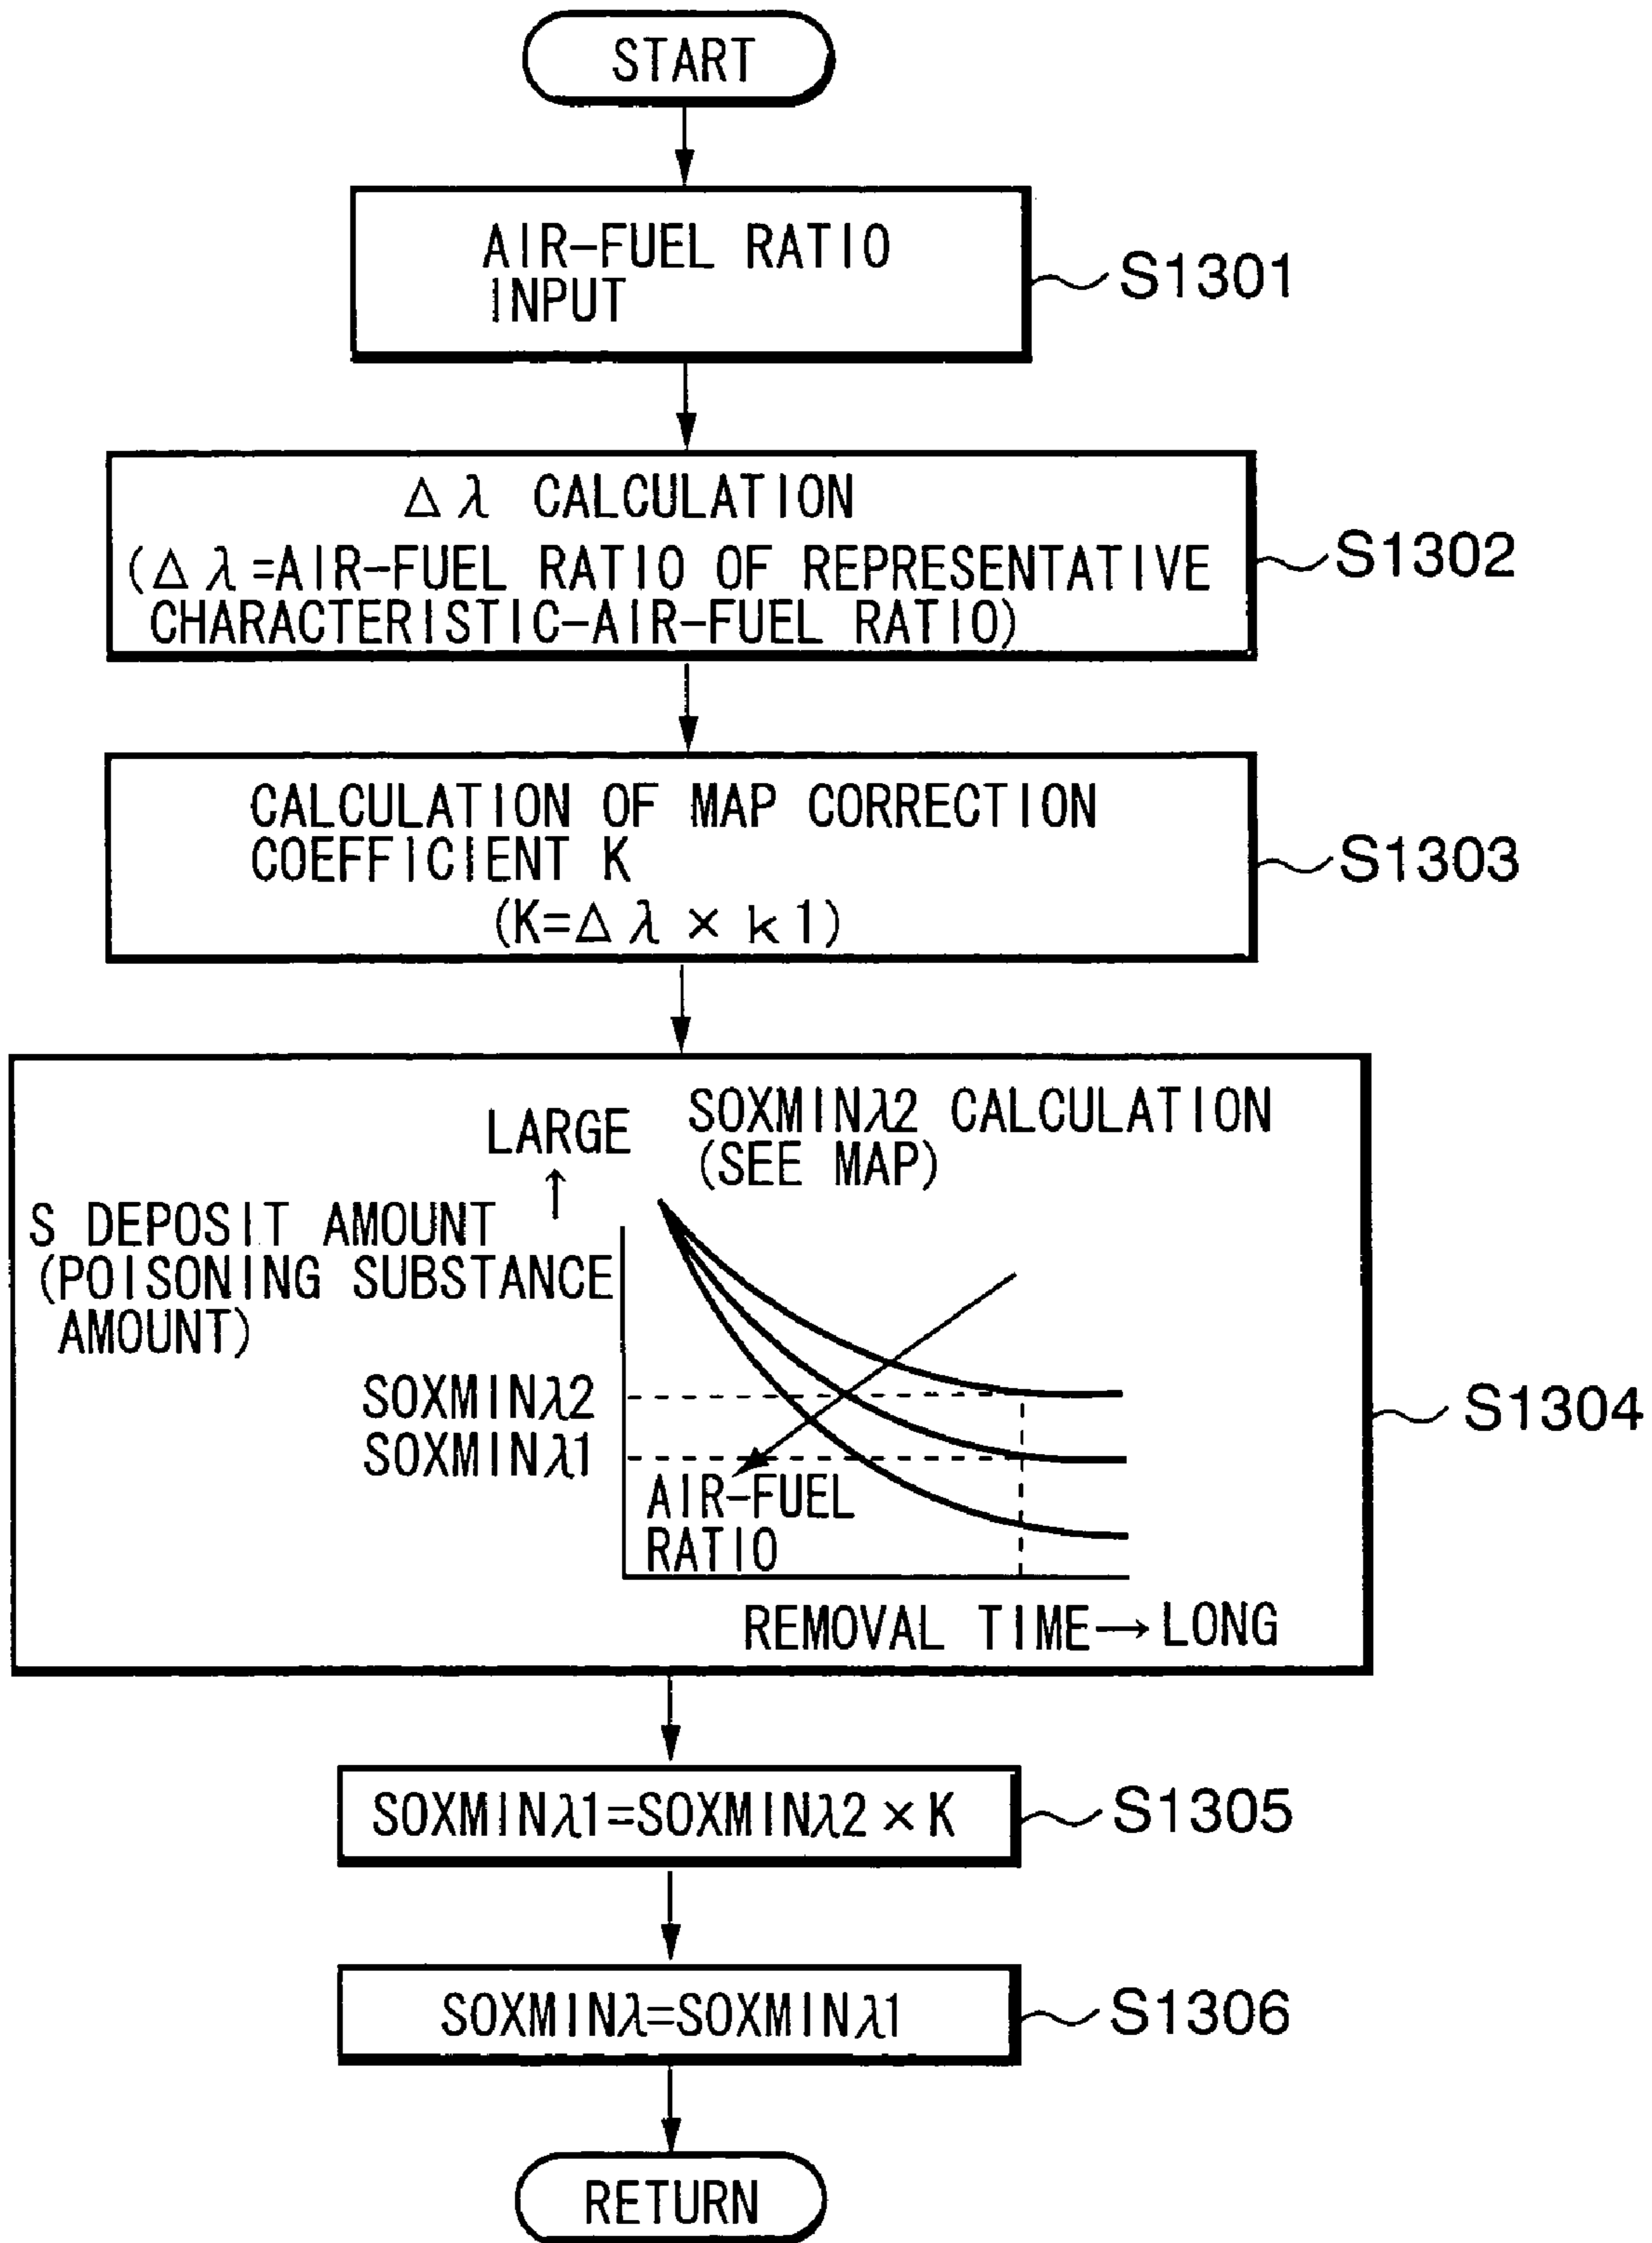 START
AIR-FUEL RATIO
INPUT
S1301
Δλ CALCULATION
(Δλ=AIR-FUEL RATIO OF REPRESENTATIVE
CHARACTERISTIC-AIR-FUEL RATIO)
S1302
CALCULATION OF MAP CORRECTION
COEFFICIENT K
(K=Δλ × k1)
S1303
SOXMINλ2 CALCULATION
(SEE MAP)
LARGE
↑
S DEPOSIT AMOUNT
(POISONING SUBSTANCE
AMOUNT)
SOXMINλ2
SOXMINλ1
AIR-FUEL
RATIO
REMOVAL TIME→LONG
S1304
SOXMINλ1=SOXMINλ2 × K
S1305
SOXMINλ=SOXMINλ1
S1306
RETURN